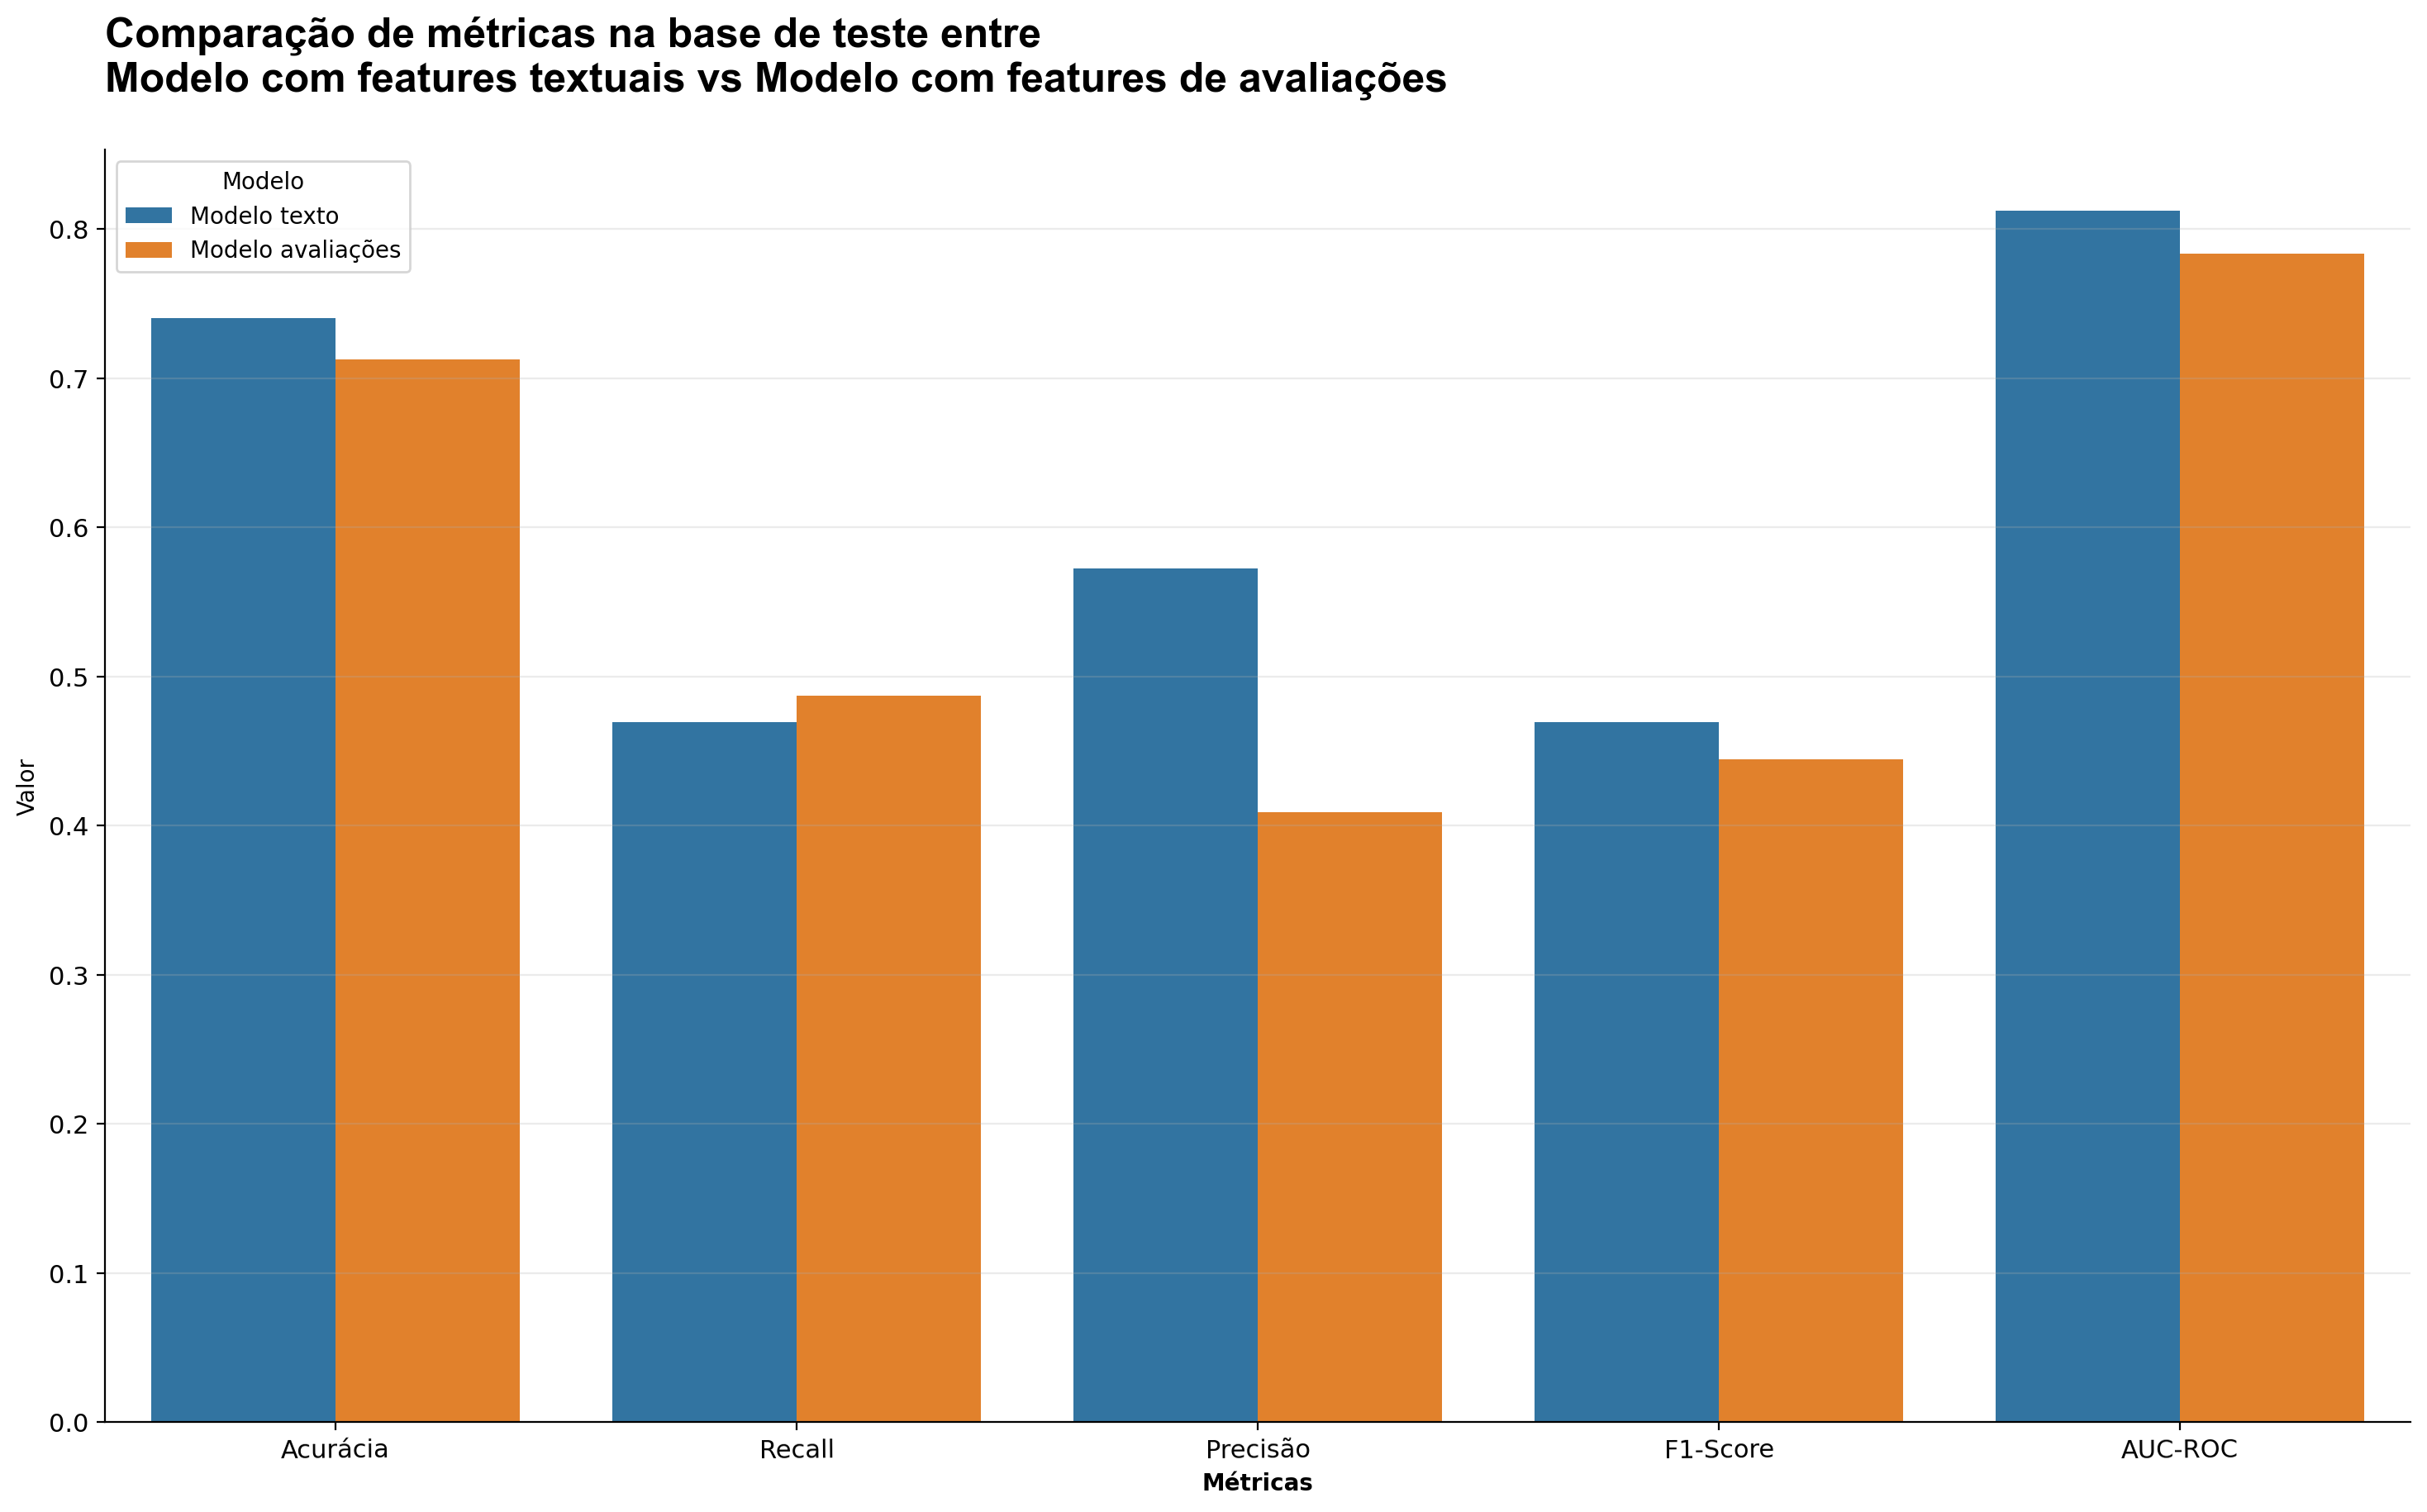 Comparação de métricas na base de teste entre
Modelo com features textuais vs Modelo com features de avaliações
Modelo
Modelo texto
Modelo avaliações
0.8
0.7
0.6
0.5
0.4
0.3
0.2
0.1
0.0
Valor
Acurácia
Recall
Precisão
F1-Score
AUC-ROC
Métricas